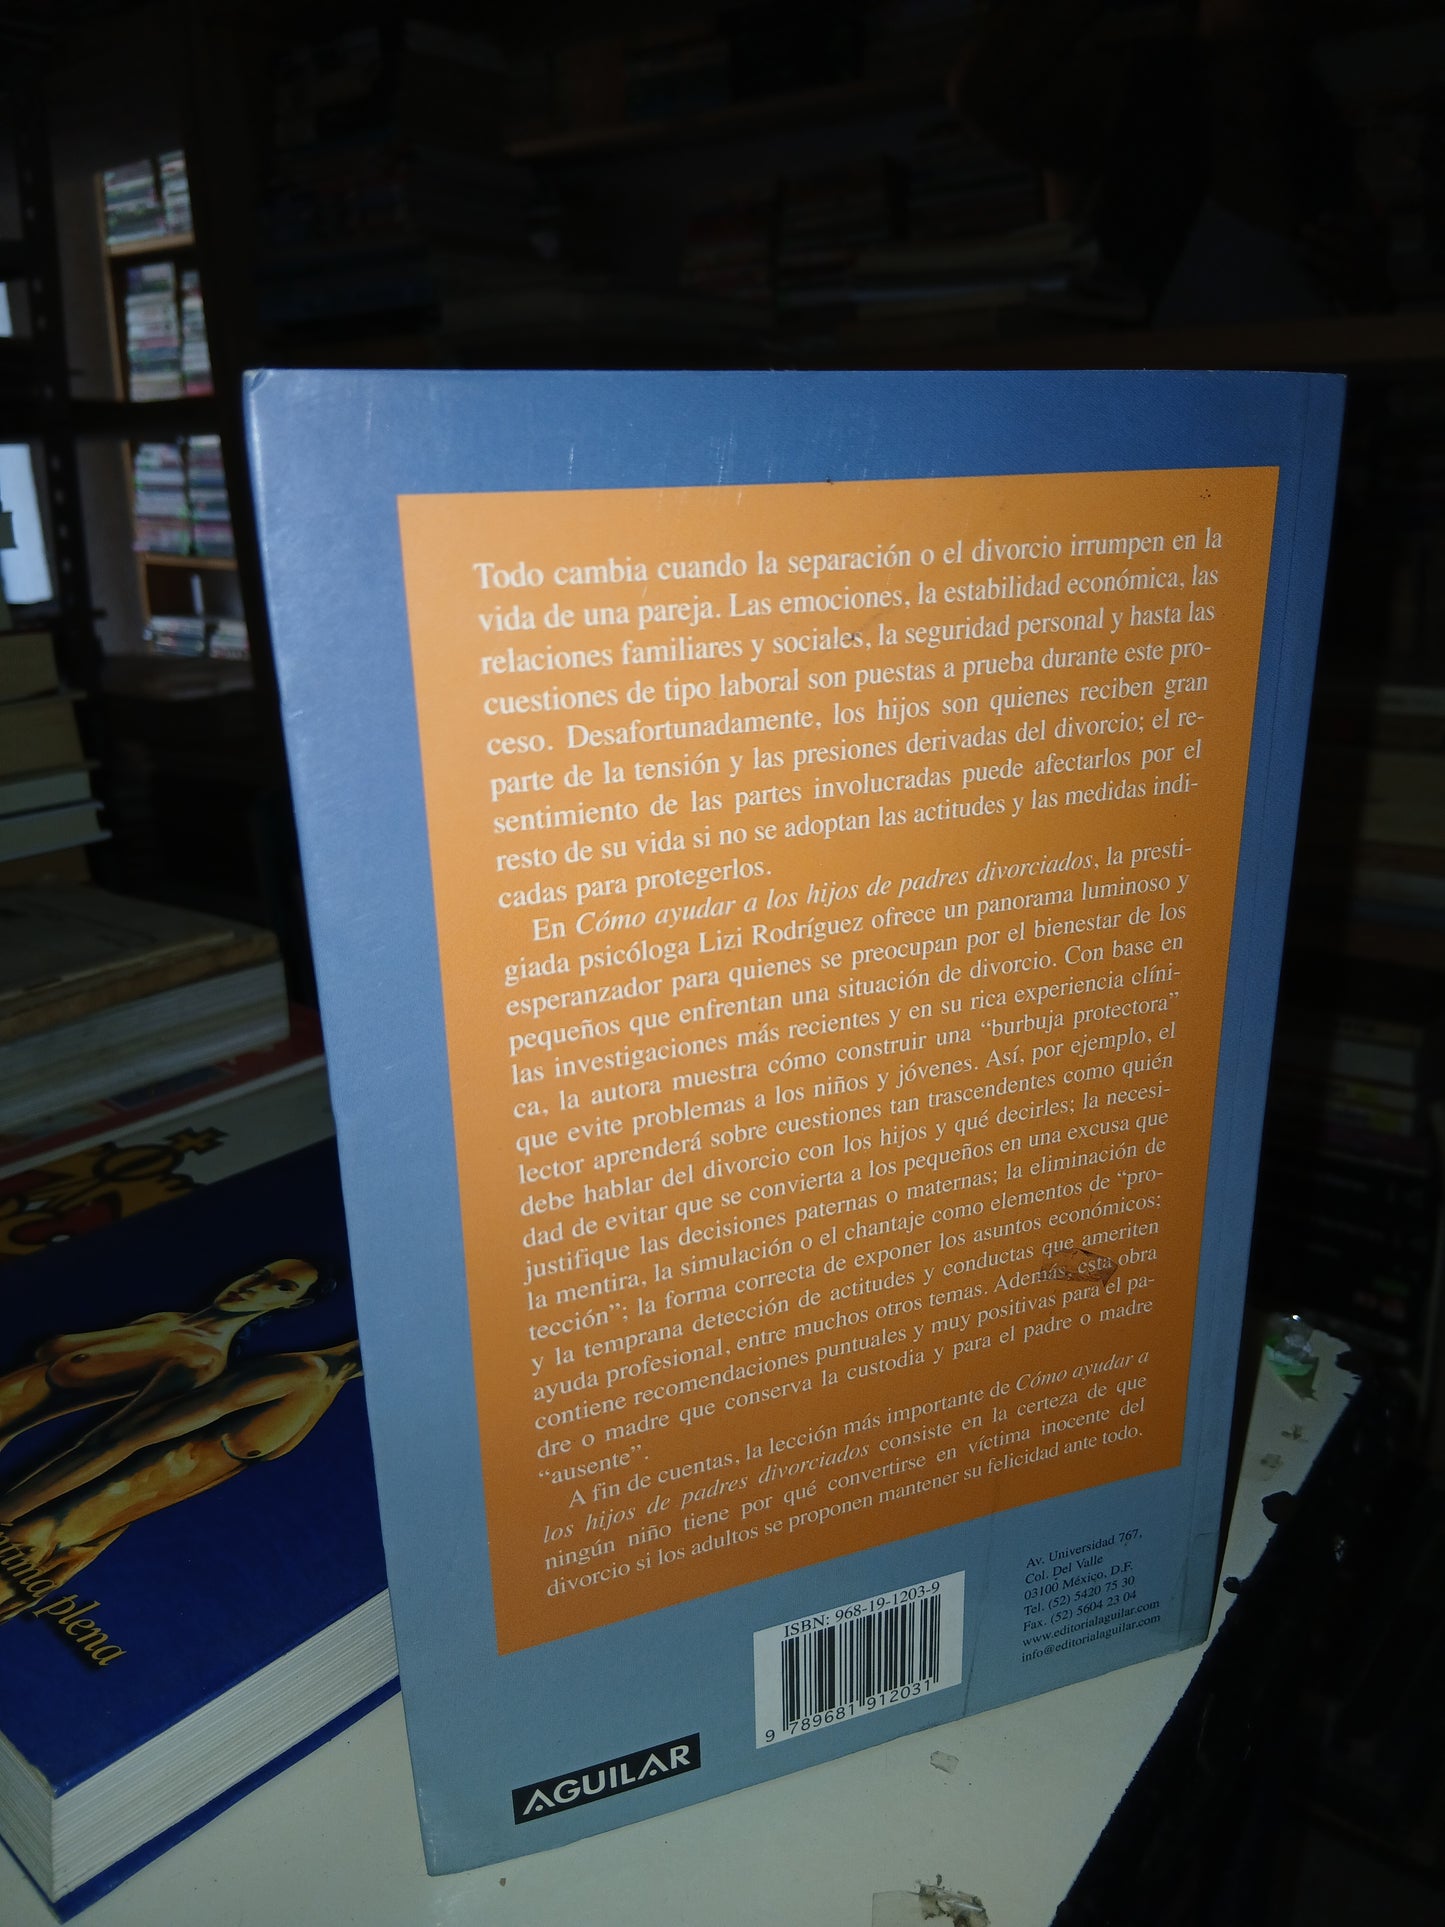 Todo cambia cuando la separación o el divorcio irrumpen en la
vida de una pareja. Las emociones, la estabilidad económica, las
relaciones familiares y sociales, la seguridad personal y hasta las
cuestiones de tipo laboral son puestas a prueba durante este pro-
ceso. Desafortunadamente, los hijos son quienes reciben gran
parte de la tensión y las presiones derivadas del divorcio; el re-
sentimiento de las partes involucradas puede afectarlos por el
resto de su vida si no se adoptan las actitudes y las medidas indi-
cadas para protegerlos.
En Cómo ayudar a los hijos de padres divorciados, la presti-
giada psicóloga Lizi Rodríguez ofrece un panorama luminoso y
esperanzador para quienes se preocupan por el bienestar de los
pequeños que enfrentan una situación de divorcio. Con base en
las investigaciones más recientes y en su rica experiencia clíni-
ca, la autora muestra cómo construir una “burbuja protectora”
que evite problemas a los niños y jóvenes. Así, por ejemplo, el
lector aprenderá sobre cuestiones tan trascendentes como quién
debe hablar del divorcio con los hijos y qué decirles; la necesi-
dad de evitar que se convierta a los pequeños en una excusa que
justifique las decisiones paternas o maternas; la eliminación de
la mentira, la simulación o el chantaje como elementos de “pro-
tección”; la forma correcta de exponer los asuntos económicos;
y la temprana detección de actitudes y conductas que ameriten
ayuda profesional, entre muchos otros temas. Además, esta obra
contiene recomendaciones puntuales y muy positivas para el pa-
dre o madre que conserva la custodia y para el padre o madre
“ausente”.
A fin de cuentas, la lección más importante de Cómo ayudar a
los hijos de padres divorciados consiste en la certeza de que
ningún niño tiene por qué convertirse en víctima inocente del
divorcio si los adultos se proponen mantener su felicidad ante todo.
Av. Universidad 767,
Col. Del Valle
03100 México, D.F.
Tel. (52) 5420 75 30
Fax. (52) 5604 23 04
www.editorialaguilar.com
info@editorialaguilar.com
ISBN: 968-19-1203-9
9 789681 912031
AGUILAR
plena